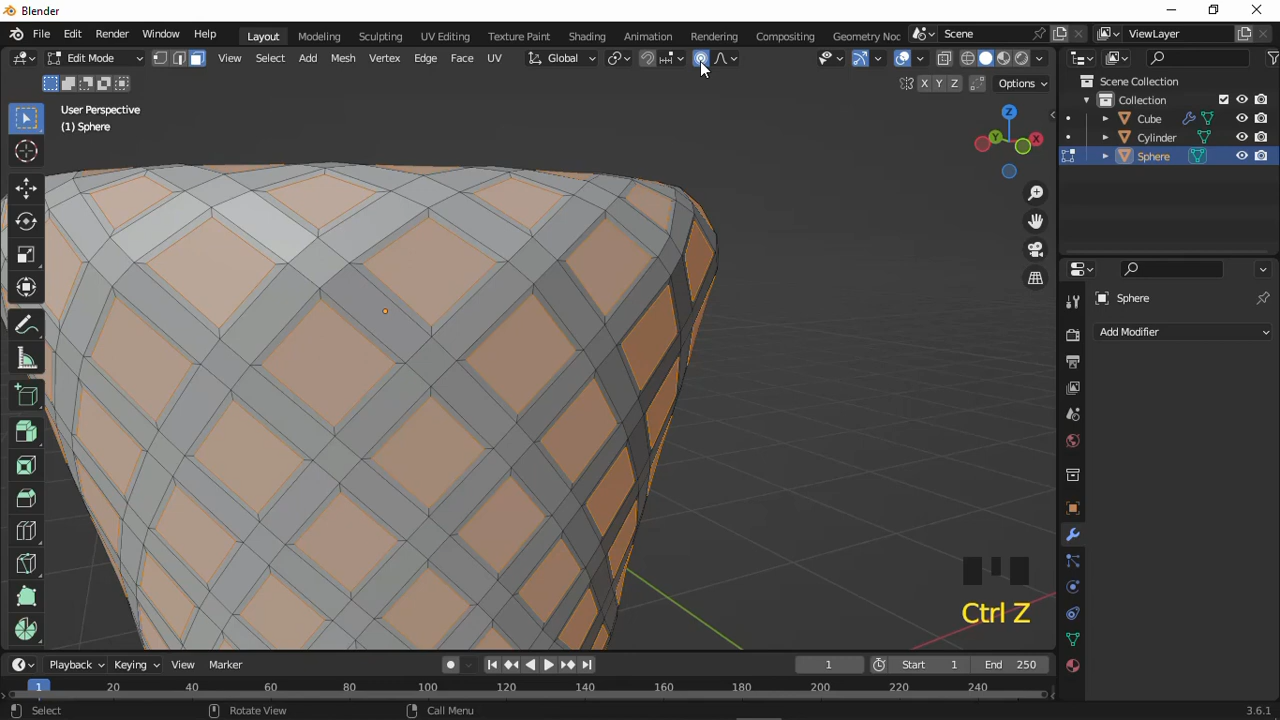 Blender
File Edit Render Window Help Layout Modeling Sculpting UV Editing Texture Paint Shading Animation Rendering Compositing Geometry Noc Scene ViewLayer
Edit Mode View Select Add Mesh Vertex Edge Face UV Global
X Y Z Options
User Perspective
(1) Sphere
Z
Y X
Scene Collection
Collection
Cube
Cylinder
Sphere
Sphere
Add Modifier
Ctrl Z
Playback Keying View Marker 1 Start 1 End 250
1 20 40 60 80 100 120 140 160 180 200 220 240
Select Rotate View Call Menu 3.6.1